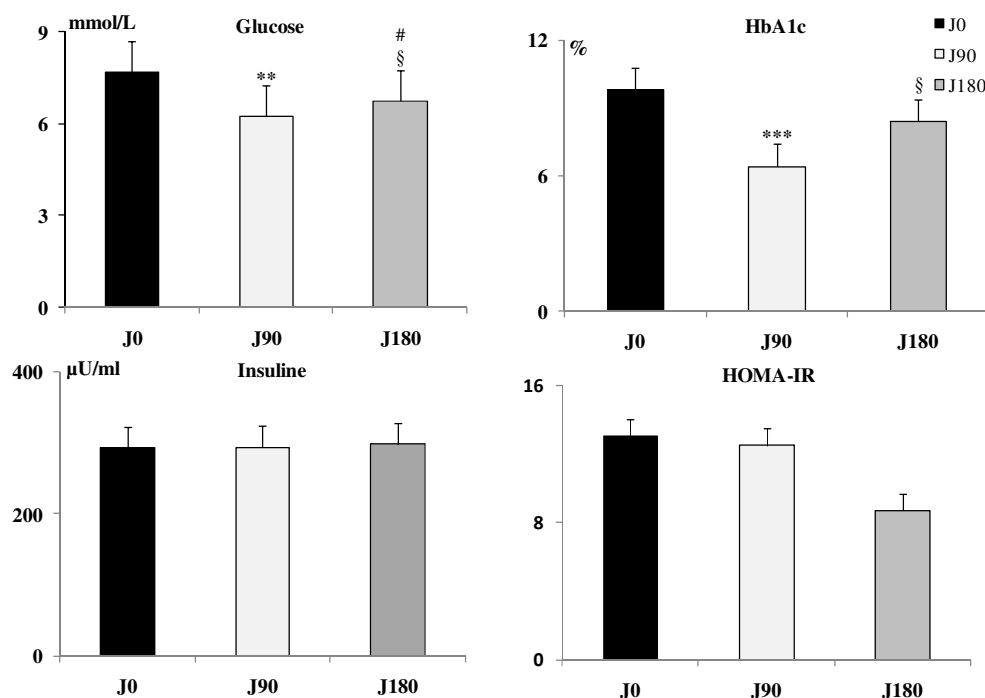 mmol/L
Glucose
9
6
3
0
**
#
§
J0
J90
J180
HbA1c
%
12
6
0
***
§
J0
J90
J180
J0
J90
J180
µU/ml
Insuline
400
200
0
J0
J90
J180
HOMA-IR
16
8
0
J0
J90
J180